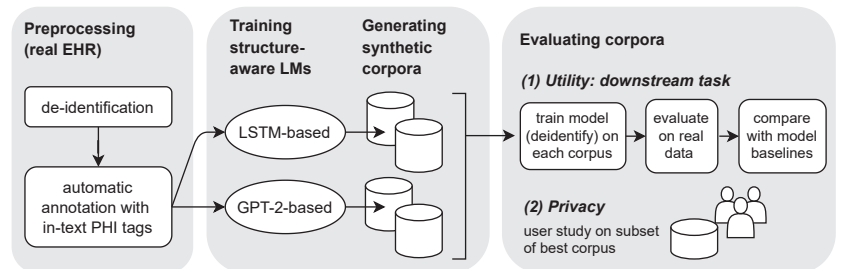 Preprocessing
(real EHR)
de-identification
automatic
annotation with
in-text PHI tags
Training
structure-
aware LMs
LSTM-based
GPT-2-based
Generating
synthetic
corpora
Evaluating corpora
(1) Utility: downstream task
train model
(deidentify) on
each corpus
evaluate
on real
data
compare
with model
baselines
(2) Privacy
user study on subset
of best corpus